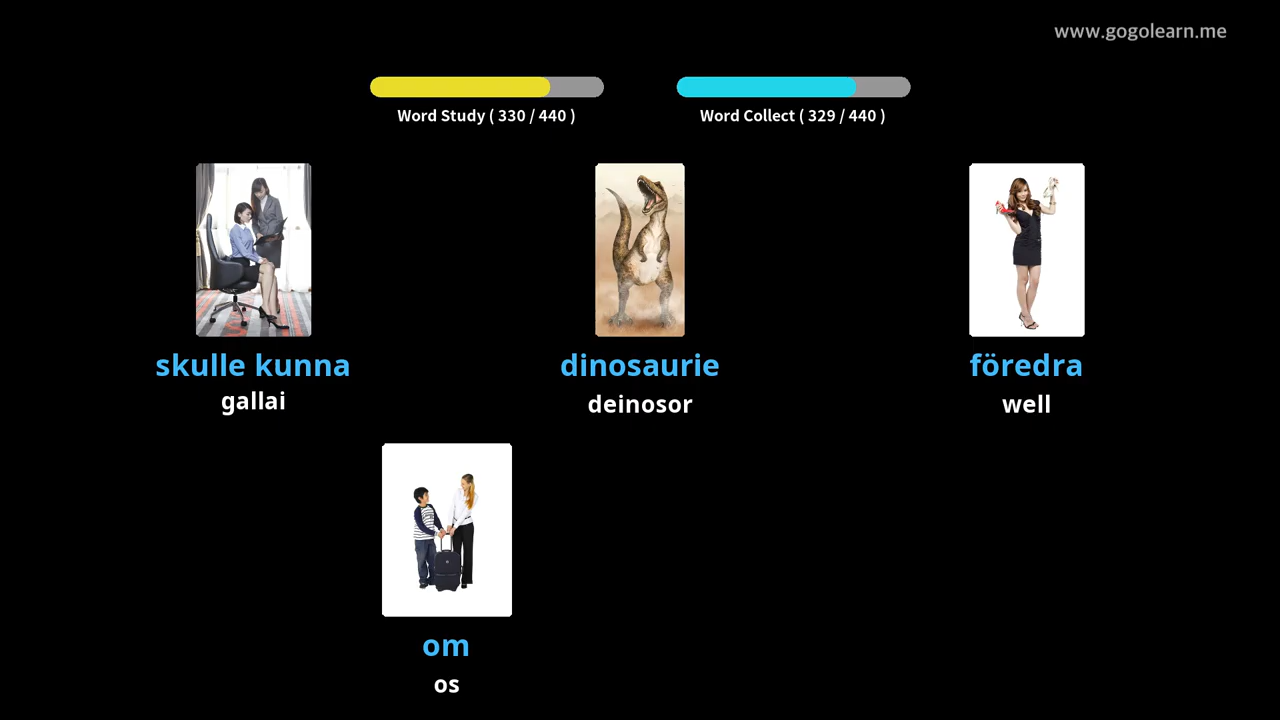 www.gogolearn.me
Word Study ( 330 / 440 )
Word Collect ( 329 / 440 )
skulle kunna
gallai
dinosaurie
deinosor
föredra
well
om
os